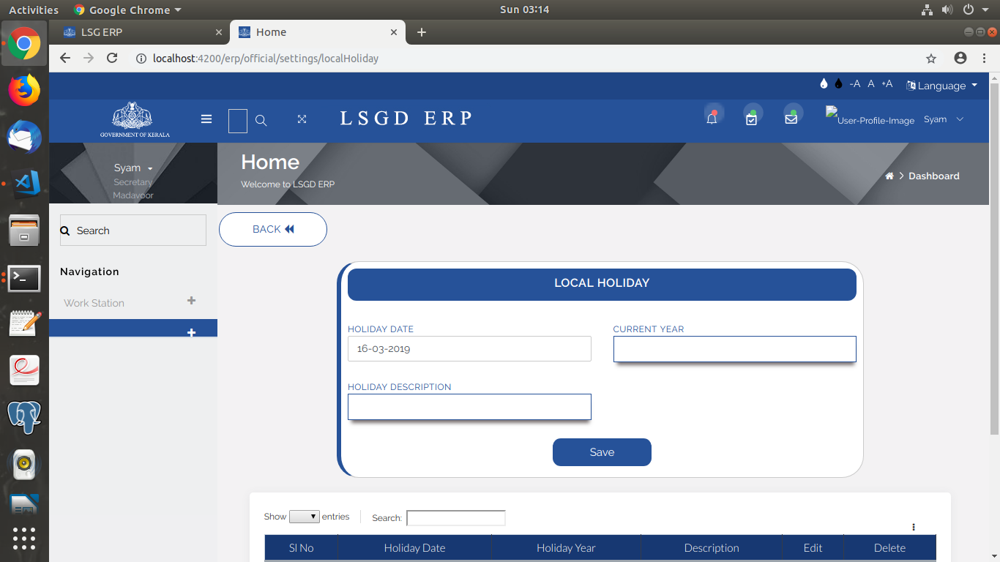 Activities Google Chrome Sun 03:14
LSG ERP Home
localhost:4200/erp/official/settings/localHoliday
-A A +A Language
GOVERNMENT OF KERALA LSGD ERP User-Profile-Image Syam
Syam
Secretary
Madavoor
Home
Welcome to LSGD ERP
Dashboard
Search
Navigation
Work Station
BACK
LOCAL HOLIDAY
HOLIDAY DATE CURRENT YEAR
16-03-2019
HOLIDAY DESCRIPTION
Save
Show entries Search:
Sl No Holiday Date Holiday Year Description Edit Delete